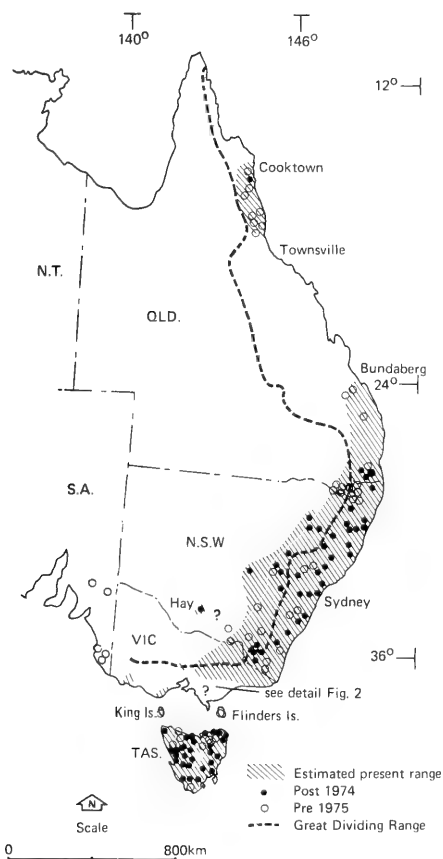 140° 146°
12°
Cooktown
N.T.
Townsville
QLD.
Bundaberg
24°
S.A.
N.S.W
Hay
?
Sydney
VIC
36°
?
see detail Fig. 2
King Is.
Flinders Is.
TAS.
Estimated present range
N
Post 1974
Pre 1975
Scale
Great Dividing Range
0 800km